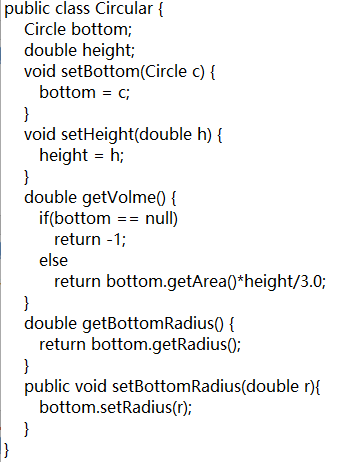 public class Circular {
    Circle bottom;
    double height;
    void setBottom(Circle c) {
        bottom = c;
    }
    void setHeight(double h) {
        height = h;
    }
    double getVolme() {
        if(bottom == null)
            return -1;
        else
            return bottom.getArea()*height/3.0;
    }
    double getBottomRadius() {
        return bottom.getRadius();
    }
    public void setBottomRadius(double r){
        bottom.setRadius(r);
    }
}